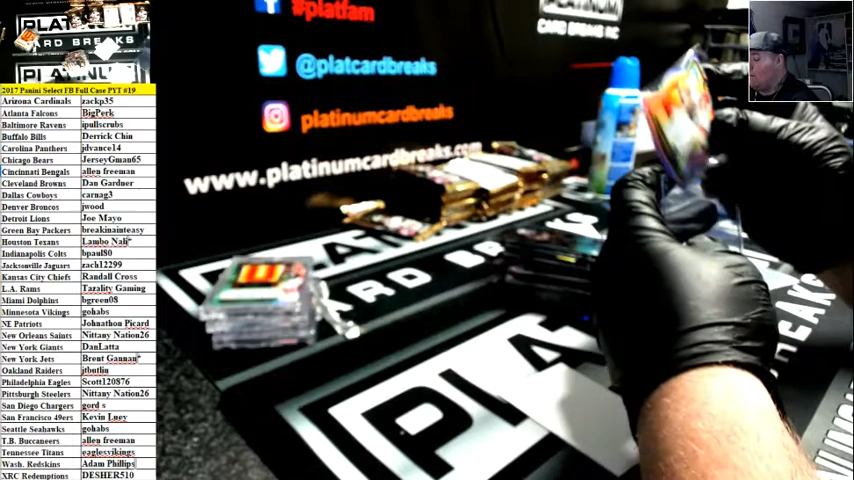 PLATINUM
#platfam
PLATINUM
CARD BREAKS KC
@platcardbreaks
platinumcardbreaks
www.platinumcardbreaks.com
2017 Panini Select FB Full Case PYT #19
Arizona Cardinals zackp35
Atlanta Falcons BigPerk
Baltimore Ravens ipullscrubs
Buffalo Bills Derrick Chin
Carolina Panthers jdvance14
Chicago Bears JerseyGman65
Cincinnati Bengals allen freeman
Cleveland Browns Dan Gardner
Dallas Cowboys carnag3
Denver Broncos jwood
Detroit Lions Joe Mayo
Green Bay Packers breakinainteasy
Houston Texans Lambo Nali*
Indianapolis Colts bpaul80
Jacksonville Jaguars zach12299
Kansas City Chiefs Randall Cross
L.A. Rams Tarality Gaming
Miami Dolphins bgreen08
Minnesota Vikings gohabs
NE Patriots Johnathon Picard
New Orleans Saints Nittany Nation26
New York Giants DanLatta
New York Jets Brent Gannan*
Oakland Raiders jtbutlin
Philadelphia Eagles Scott120876
Pittsburgh Steelers Nittany Nation26
San Diego Chargers gord s
San Francisco 49ers Kevin Luey
Seattle Seahawks gohabs
T.B. Buccaneers allen freeman
Tennessee Titans eaglesvikings
Wash. Redskins Adam Phillips
XRC Redemptions DESHER510
CARD BREAKS
PLA